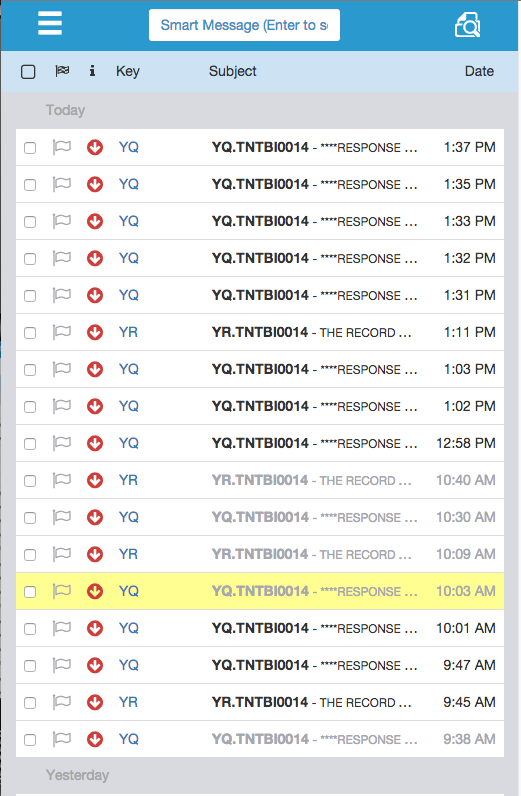 Smart Message (Enter to s
Key Subject Date
Today
YQ YQ.TNTBI0014 - ****RESPONSE ... 1:37 PM
YQ YQ.TNTBI0014 - ****RESPONSE ... 1:35 PM
YQ YQ.TNTBI0014 - ****RESPONSE ... 1:33 PM
YQ YQ.TNTBI0014 - ****RESPONSE ... 1:32 PM
YQ YQ.TNTBI0014 - ****RESPONSE ... 1:31 PM
YR YR.TNTBI0014 - THE RECORD ... 1:11 PM
YQ YQ.TNTBI0014 - ****RESPONSE ... 1:03 PM
YQ YQ.TNTBI0014 - ****RESPONSE ... 1:02 PM
YQ YQ.TNTBI0014 - ****RESPONSE ... 12:58 PM
YR YR.TNTBI0014 - THE RECORD ... 10:40 AM
YQ YQ.TNTBI0014 - ****RESPONSE ... 10:30 AM
YR YR.TNTBI0014 - THE RECORD ... 10:09 AM
YQ YQ.TNTBI0014 - ****RESPONSE ... 10:03 AM
YQ YQ.TNTBI0014 - ****RESPONSE ... 10:01 AM
YQ YQ.TNTBI0014 - ****RESPONSE ... 9:47 AM
YR YR.TNTBI0014 - THE RECORD ... 9:45 AM
YQ YQ.TNTBI0014 - ****RESPONSE ... 9:38 AM
Yesterday